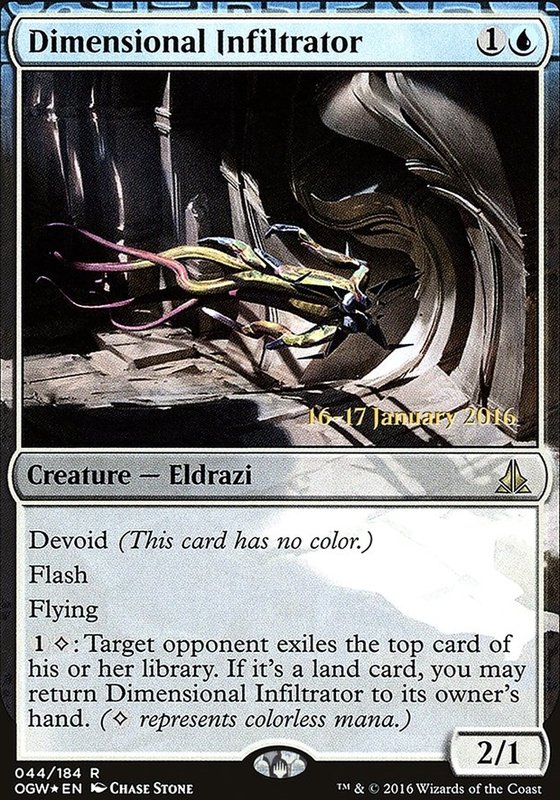 Dimensional Infiltrator 1
16-17 January 2016
Creature — Eldrazi
Devoid (This card has no color.)
Flash
Flying
1 ◇: Target opponent exiles the top card of
his or her library. If it's a land card, you may
return Dimensional Infiltrator to its owner's
hand. (◇ represents colorless mana.)
2/1
044/184 R
OGW★EN CHASE STONE
™ & © 2016 Wizards of the Coast